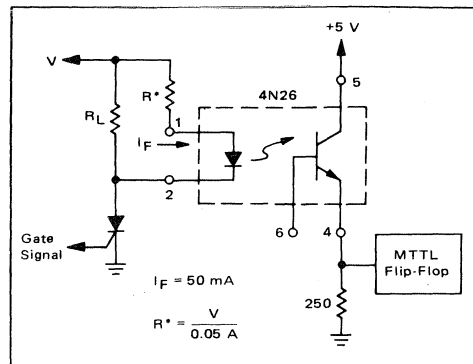 +5 V
V
R*
5
4N26
RL
1
IF
2
6
4
Gate
Signal
MTTL
Flip-Flop
IF = 50 mA
250
R* = V / 0.05 A